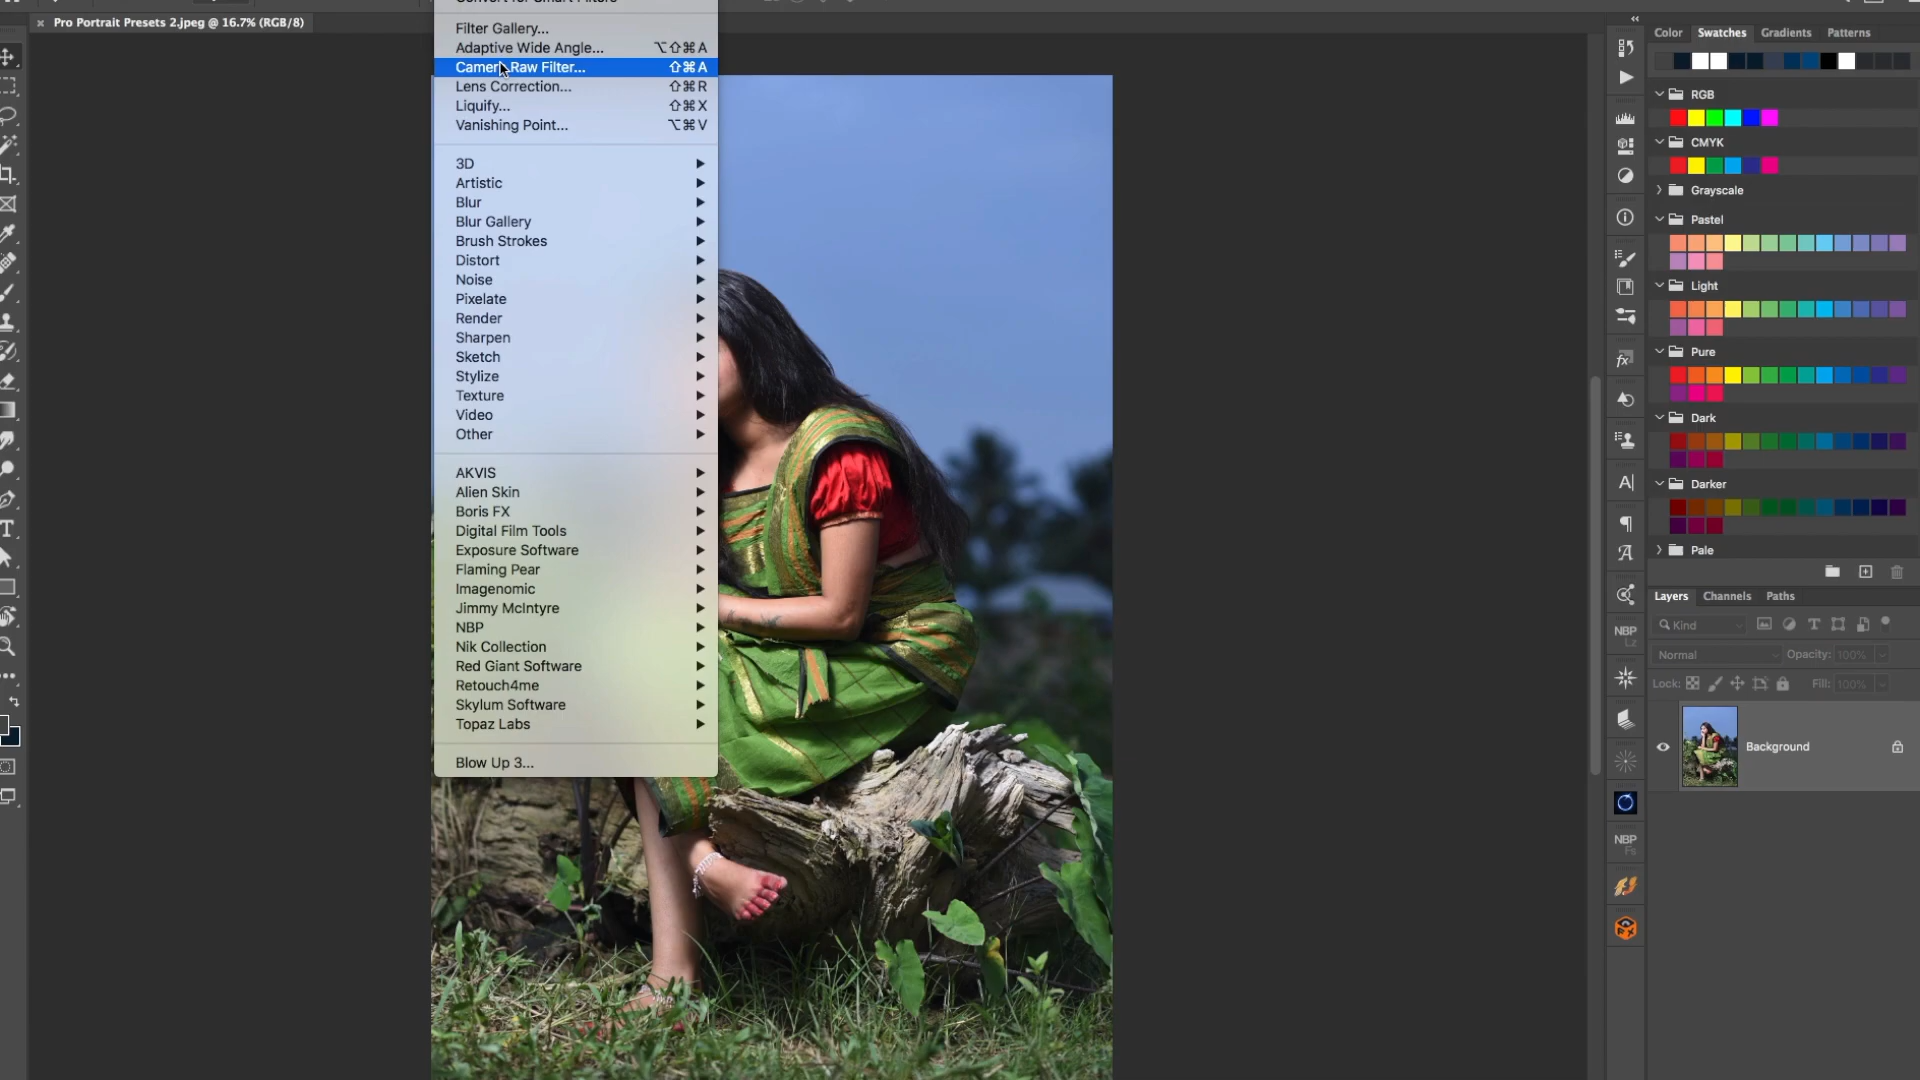 Pro Portrait Presets 2.jpeg @ 16.7% (RGB/8)
Convert for Smart Filters
Filter Gallery...
Adaptive Wide Angle... ⌥⇧⌘A
Camera Raw Filter... ⇧⌘A
Lens Correction... ⇧⌘R
Liquify... ⇧⌘X
Vanishing Point... ⌥⌘V
3D
Artistic
Blur
Blur Gallery
Brush Strokes
Distort
Noise
Pixelate
Render
Sharpen
Sketch
Stylize
Texture
Video
Other
AKVIS
Alien Skin
Boris FX
Digital Film Tools
Exposure Software
Flaming Pear
Imagenomic
Jimmy McIntyre
NBP
Nik Collection
Red Giant Software
Retouch4me
Skylum Software
Topaz Labs
Blow Up 3...
Color Swatches Gradients Patterns
RGB
CMYK
Grayscale
Pastel
Light
Pure
Dark
Darker
Pale
Layers Channels Paths
Kind
Normal Opacity: 100%
Lock: Fill: 100%
Background
NBP
Lz
NBP
Fs